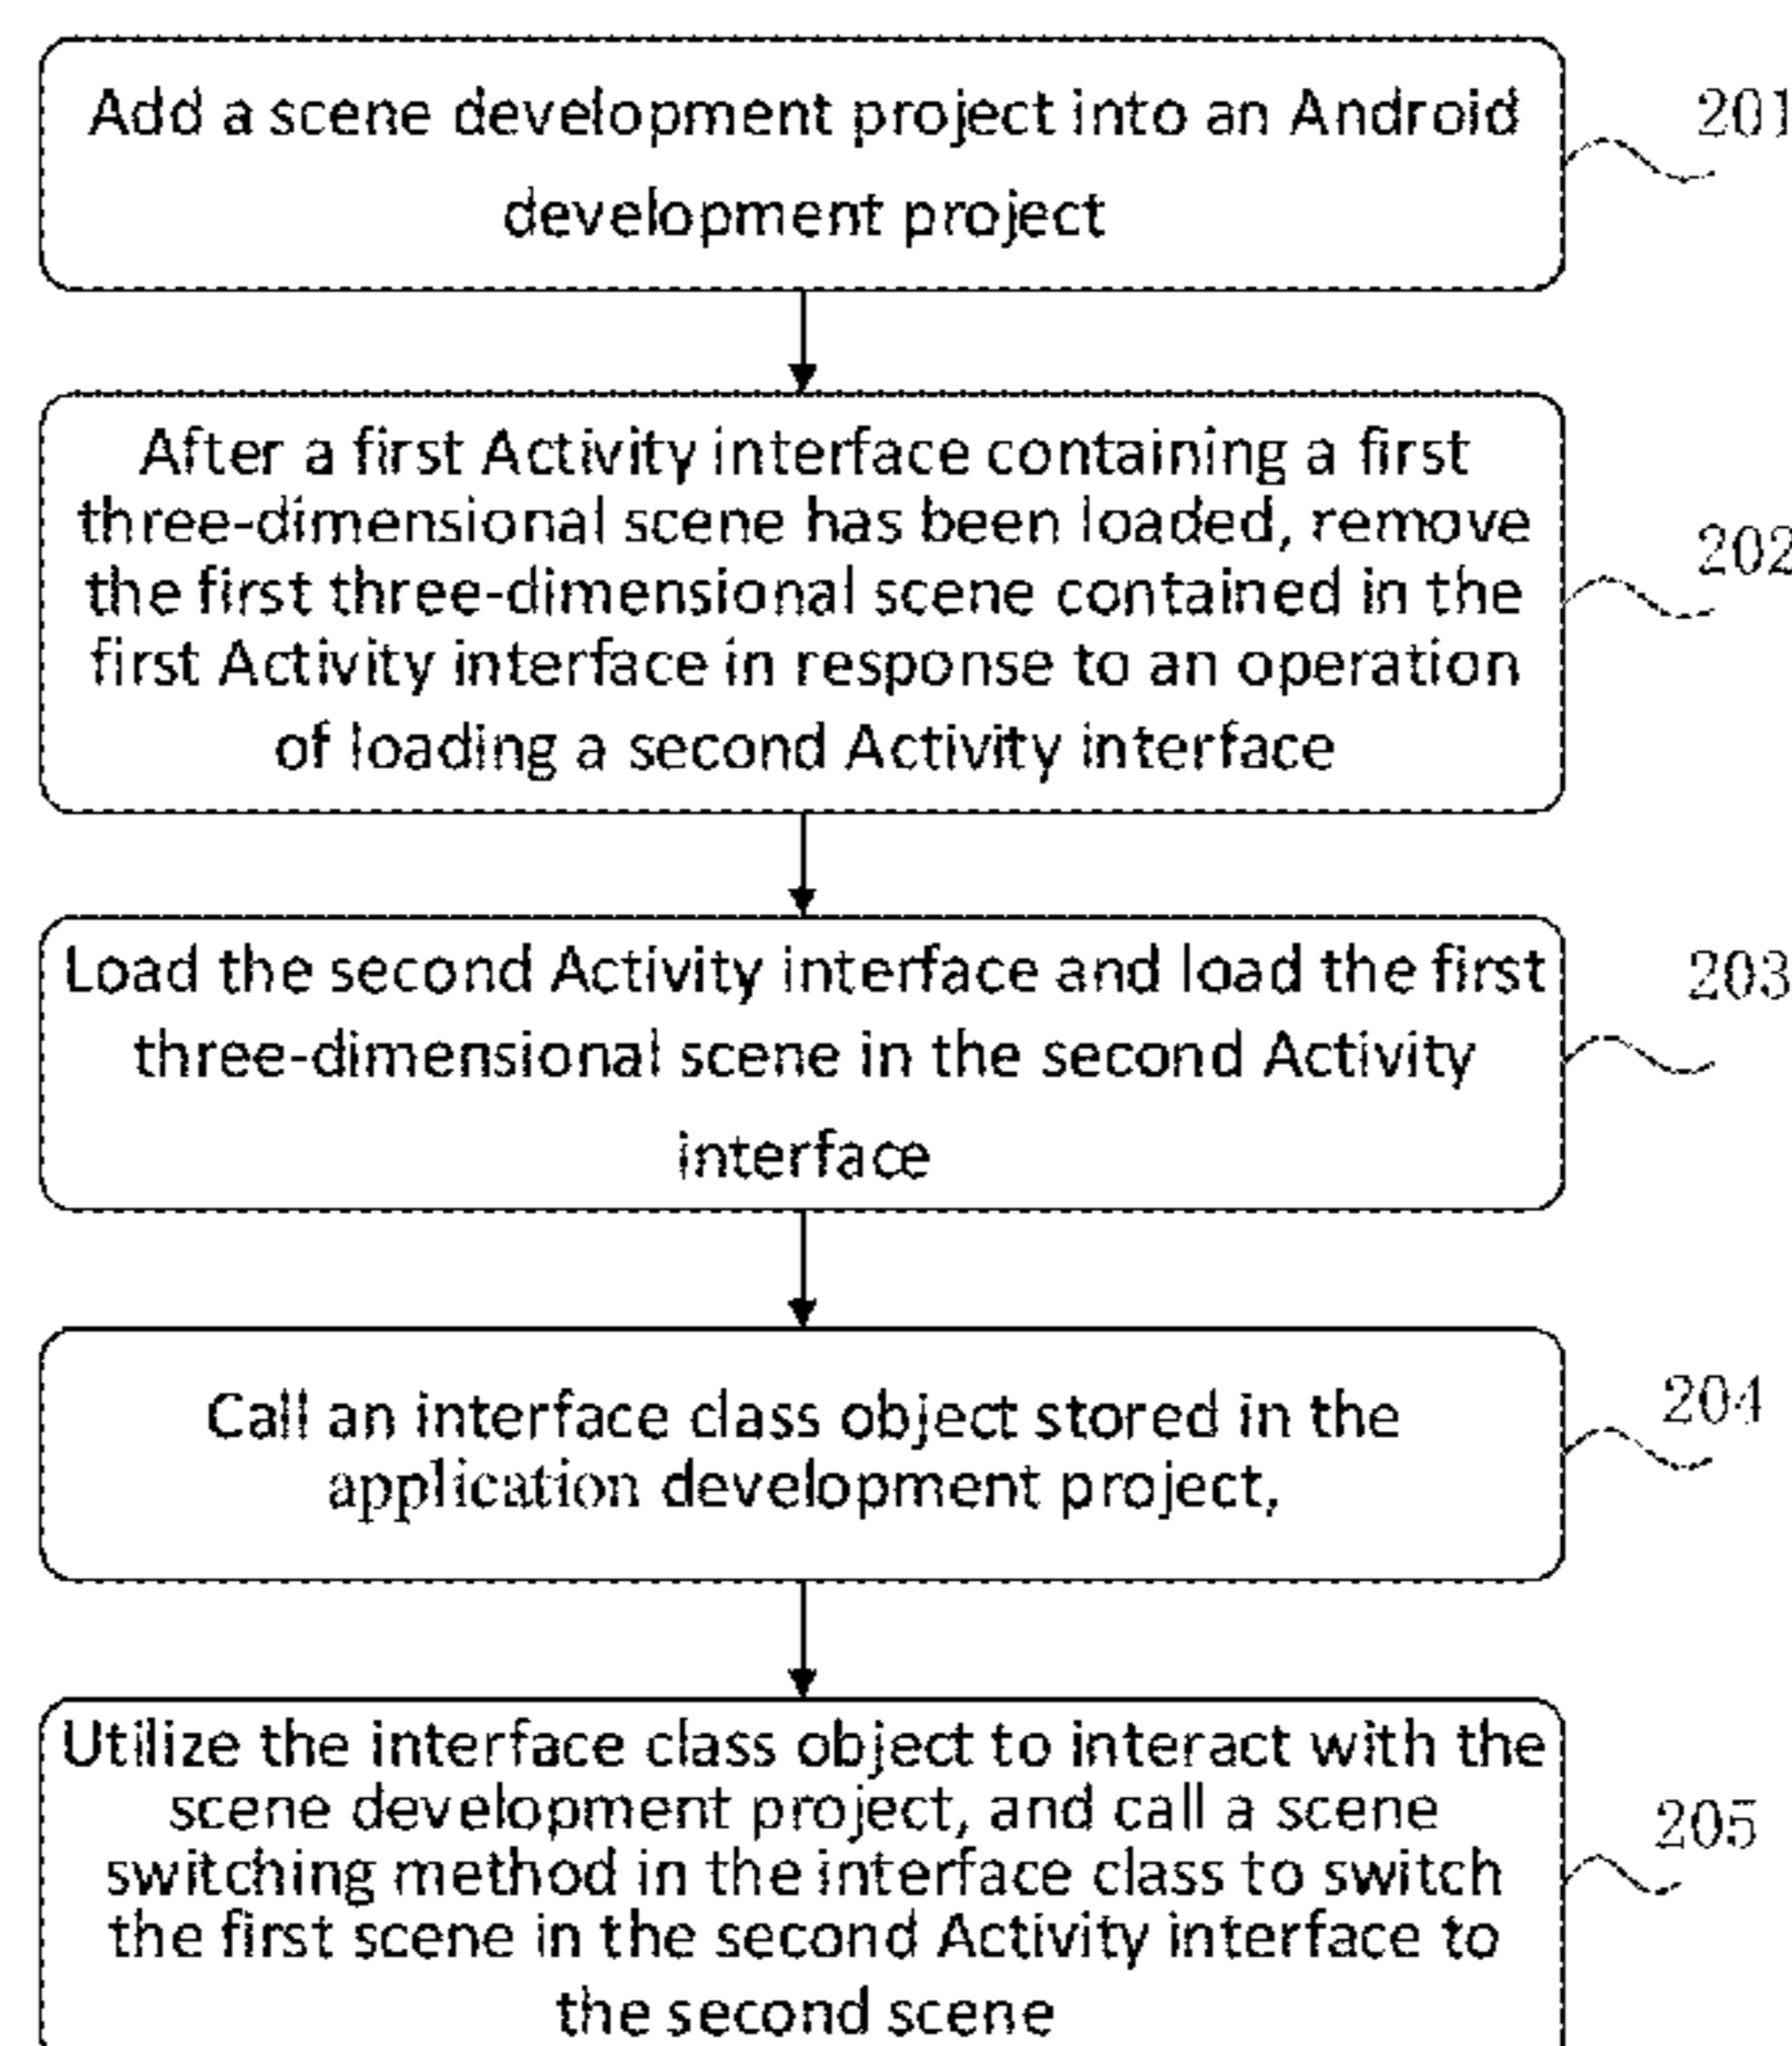 Add a scene development project into an Android
development project
201
After a first Activity interface containing a first
three-dimensional scene has been loaded, remove
the first three-dimensional scene contained in the
first Activity interface in response to an operation
of loading a second Activity interface
202
Load the second Activity interface and load the first
three-dimensional scene in the second Activity
interface
203
Call an interface class object stored in the
application development project,
204
Utilize the interface class object to interact with the
scene development project, and call a scene
switching method in the interface class to switch
the first scene in the second Activity interface to
the second scene
205